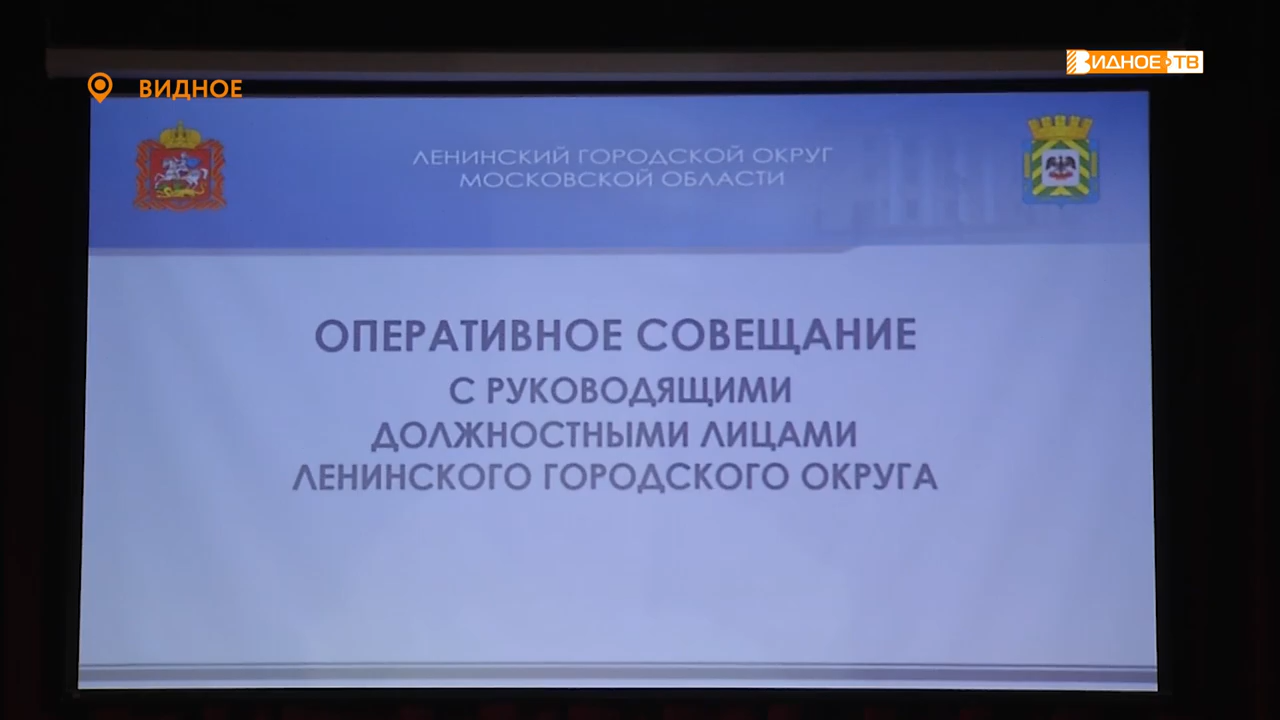 ВИДНОЕ
ВИДНОЕ ТВ
ЛЕНИНСКИЙ ГОРОДСКОЙ ОКРУГ
МОСКОВСКОЙ ОБЛАСТИ
ОПЕРАТИВНОЕ СОВЕЩАНИЕ
С РУКОВОДЯЩИМИ
ДОЛЖНОСТНЫМИ ЛИЦАМИ
ЛЕНИНСКОГО ГОРОДСКОГО ОКРУГА